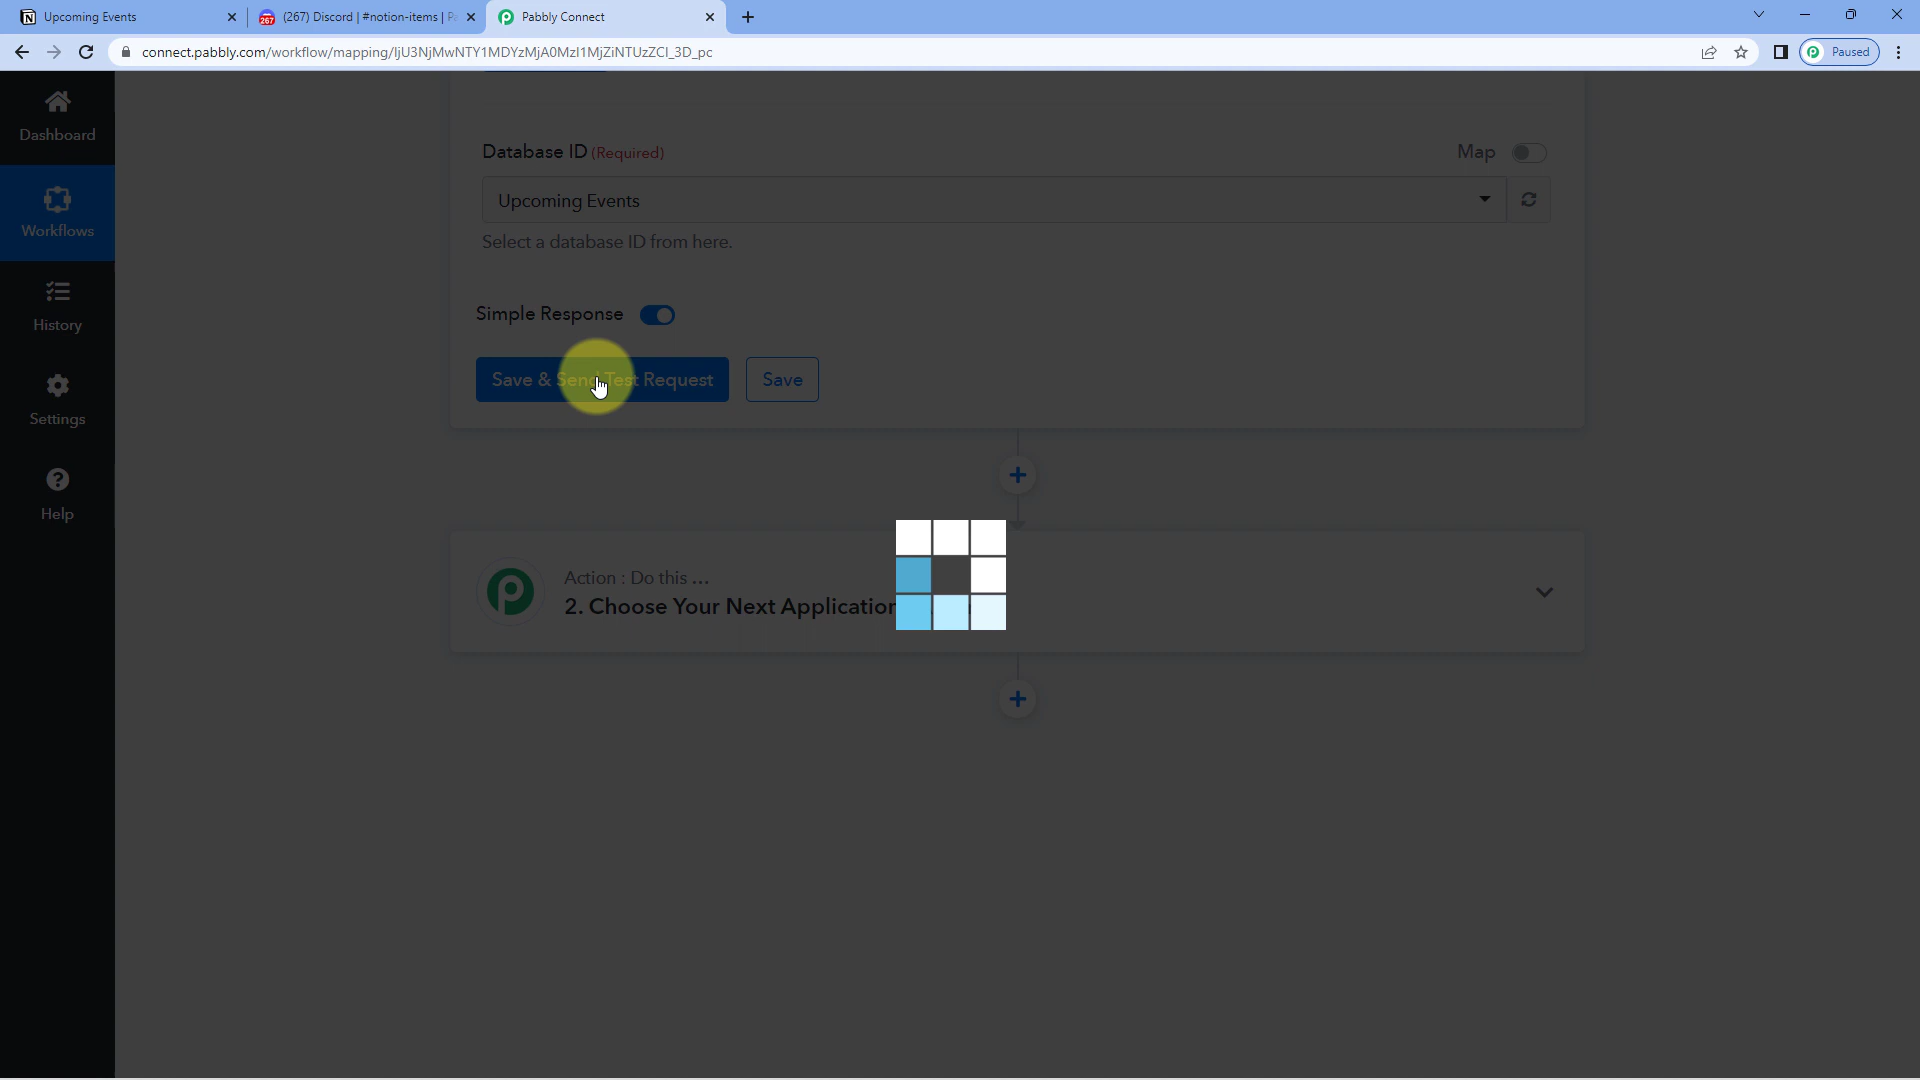 Upcoming Events
(267) Discord | #notion-items | Pa
Pabbly Connect
connect.pabbly.com/workflow/mapping/IjU3NjMwNTY1MDYzMjA0MzI1MjZiNTUzZCI_3D_pc
Paused
Dashboard
Workflows
History
Settings
Help
Database ID (Required)
Map
Upcoming Events
Select a database ID from here.
Simple Response
Save & Send Test Request
Save
Action : Do this ...
2. Choose Your Next Application